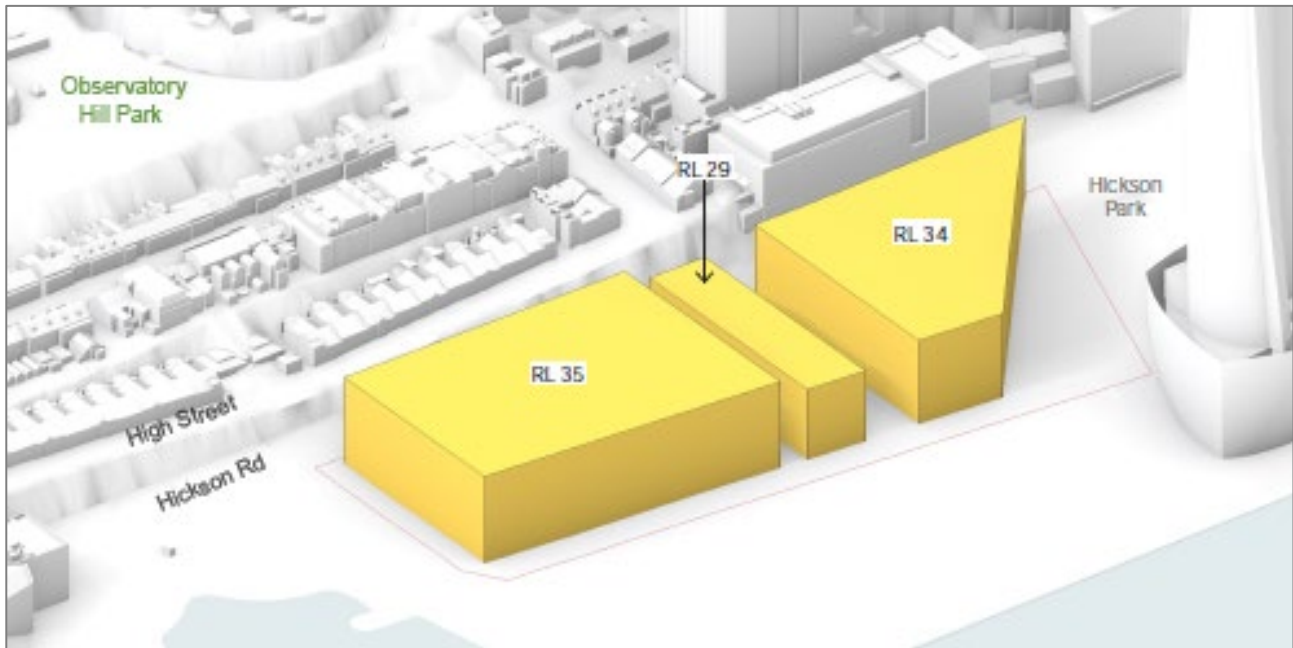 Observatory
Hill Park
RL 29
Hickson
Park
RL 34
RL 35
High Street
Hickson Rd